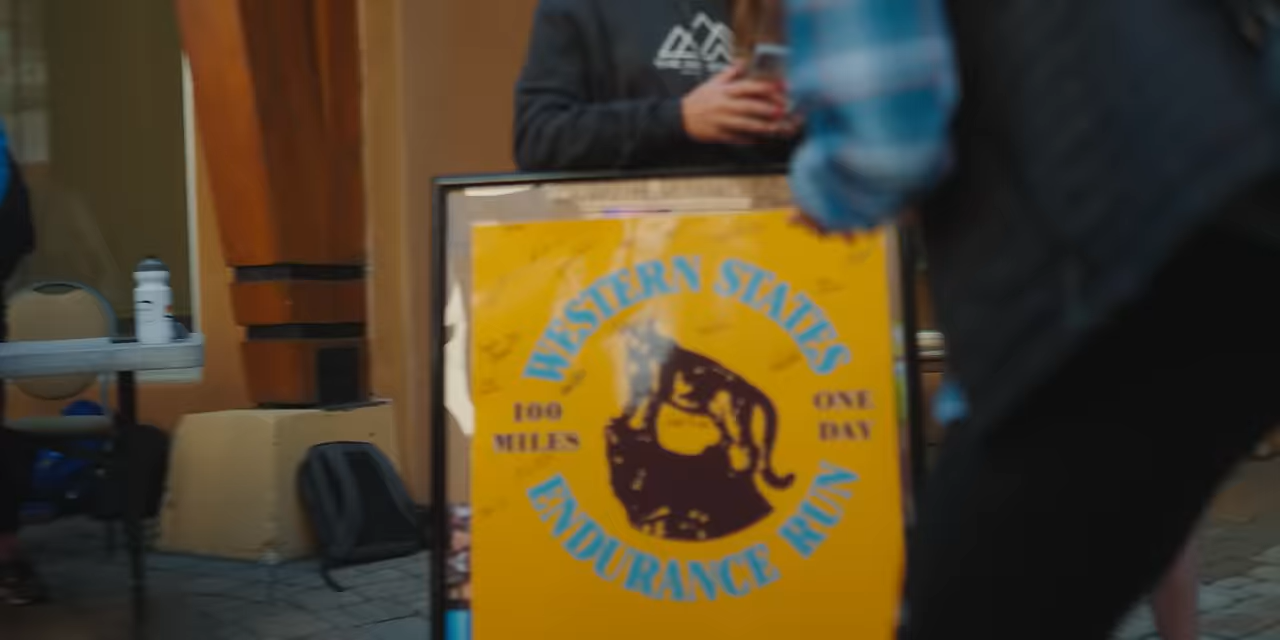 WESTERN STATES
100
MILES
ONE
DAY
ENDURANCE RUN